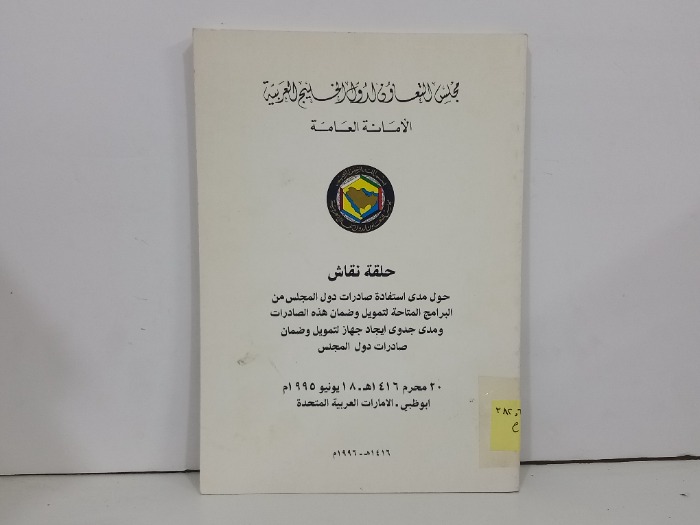 مجلس التعاون لدول الخليج العربية
الأمانة العامة
حلقة نقاش
حول مدى استفادة صادرات دول المجلس من
البرامج المتاحة لتمويل وضمان هذه الصادرات
ومدى جدوى ايجاد جهاز لتمويل وضمان
صادرات دول المجلس
٢٠ محرم ١٤١٦هـ ـ ١٨ يونيو ١٩٩٥م
ابوظبي ـ الامارات العربية المتحدة
١٤١٦هـ - ١٩٩٦م